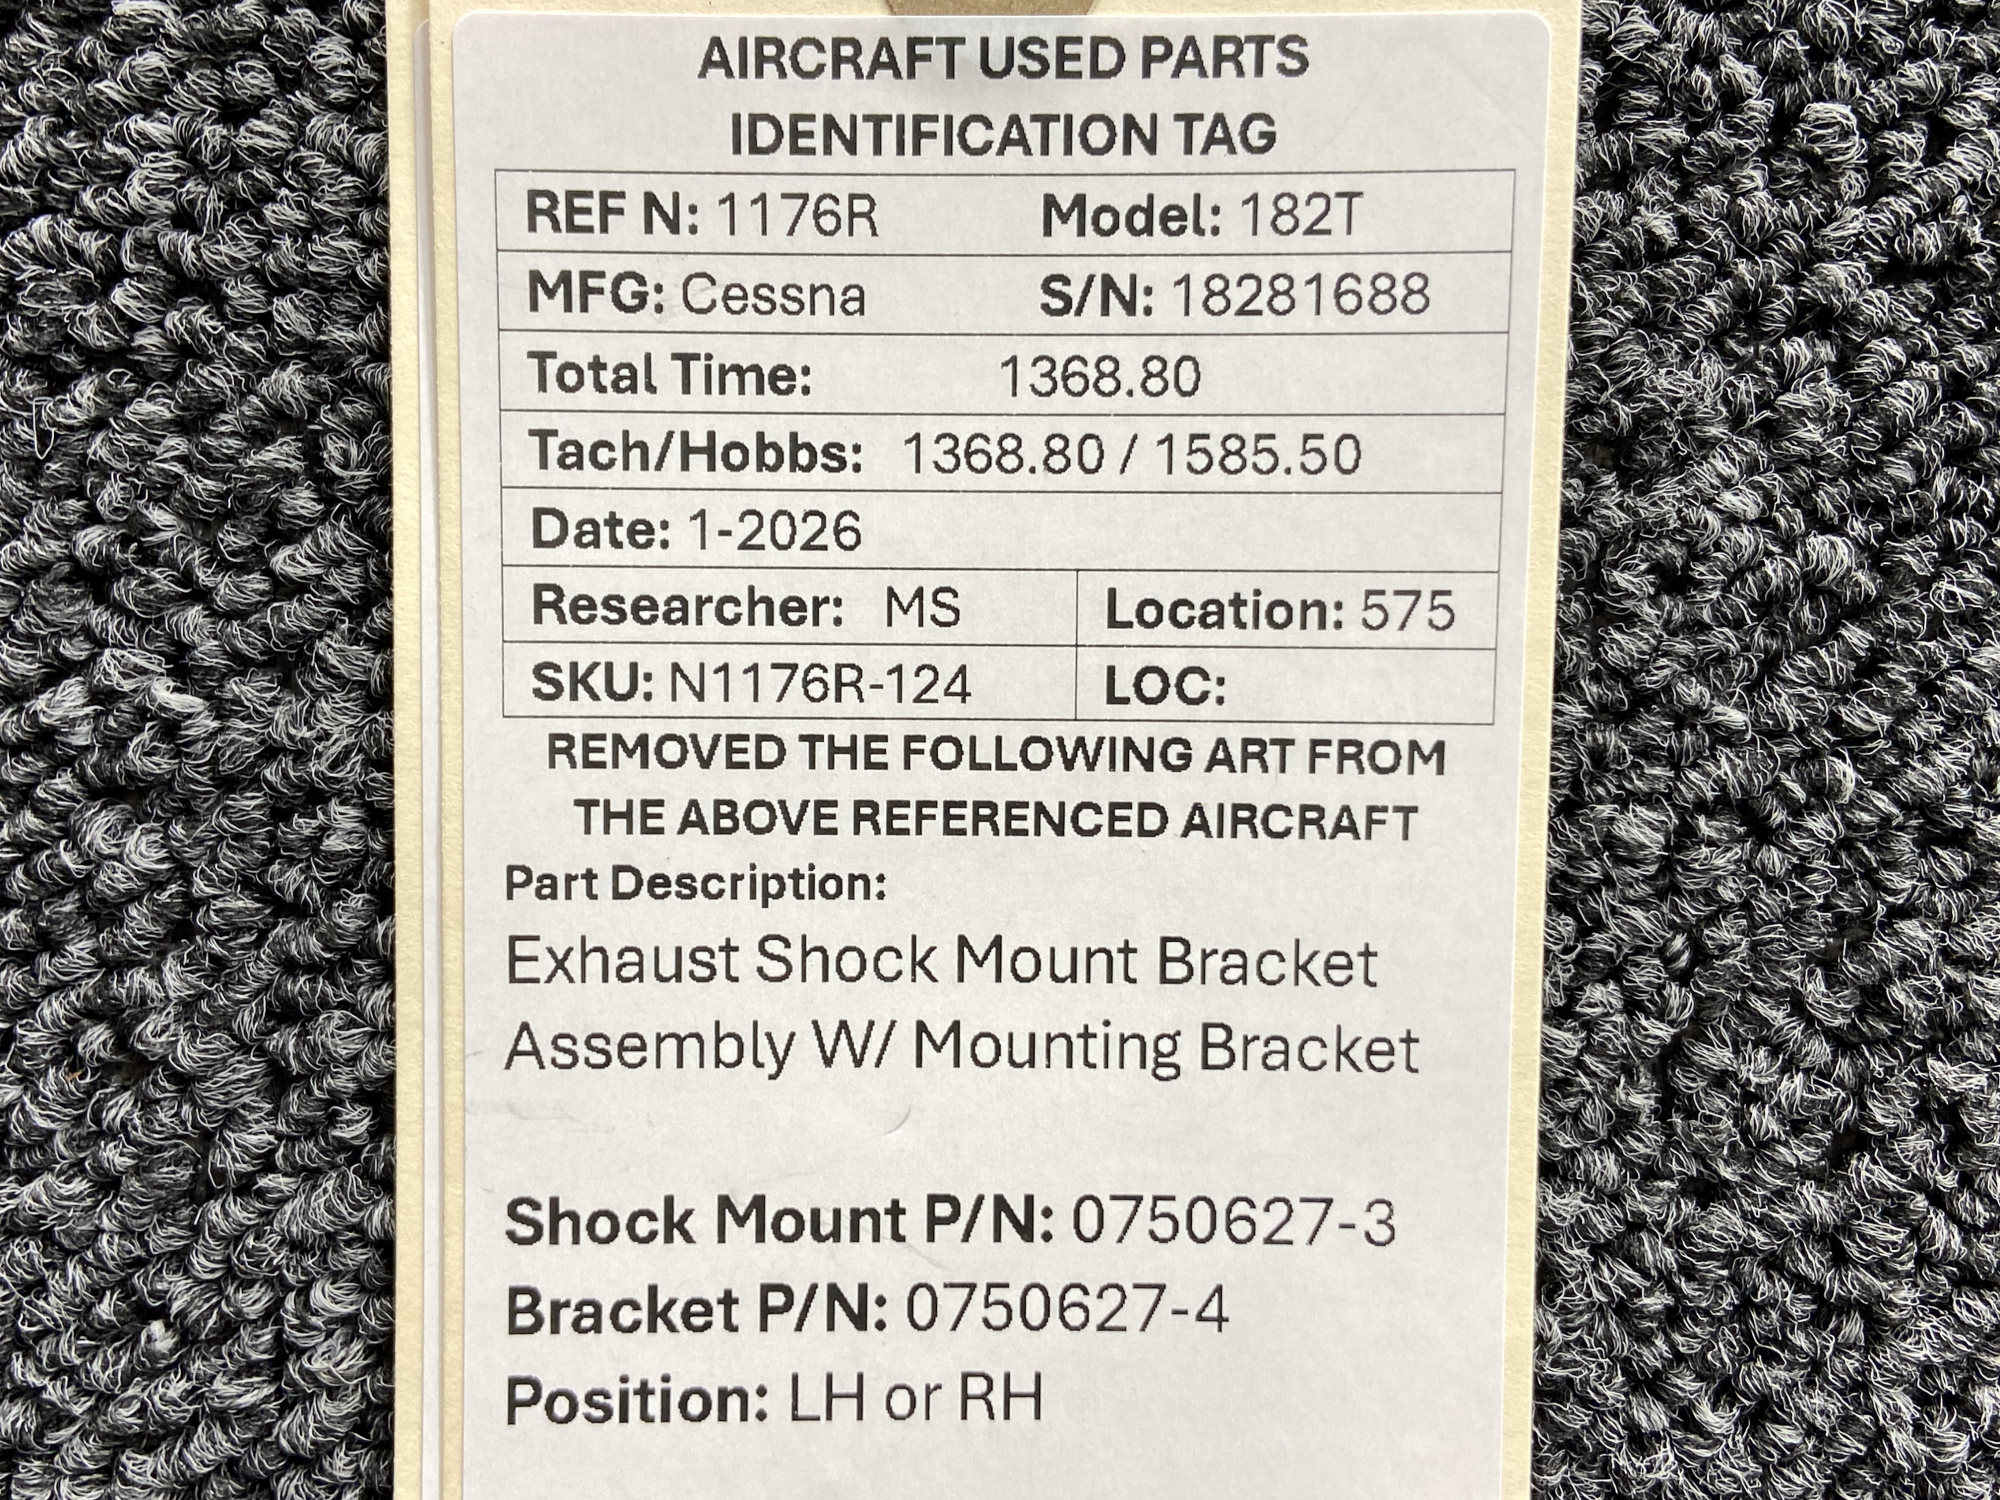 AIRCRAFT USED PARTS
IDENTIFICATION TAG
REF N: 1176R Model: 182T
MFG: Cessna S/N: 18281688
Total Time: 1368.80
Tach/Hobbs: 1368.80 / 1585.50
Date: 1-2026
Researcher: MS Location: 575
SKU: N1176R-124 LOC:
REMOVED THE FOLLOWING ART FROM
THE ABOVE REFERENCED AIRCRAFT
Part Description:
Exhaust Shock Mount Bracket
Assembly W/ Mounting Bracket
Shock Mount P/N: 0750627-3
Bracket P/N: 0750627-4
Position: LH or RH